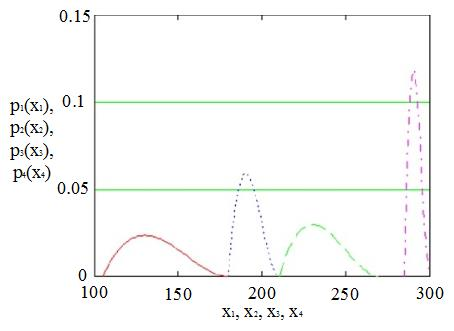 0.15
p₁(x₁),
0.1
p₂(x₂),
p₃(x₃),
p₄(x₄)
0.05
0
100 150 200 250 300
x₁, x₂, x₃, x₄